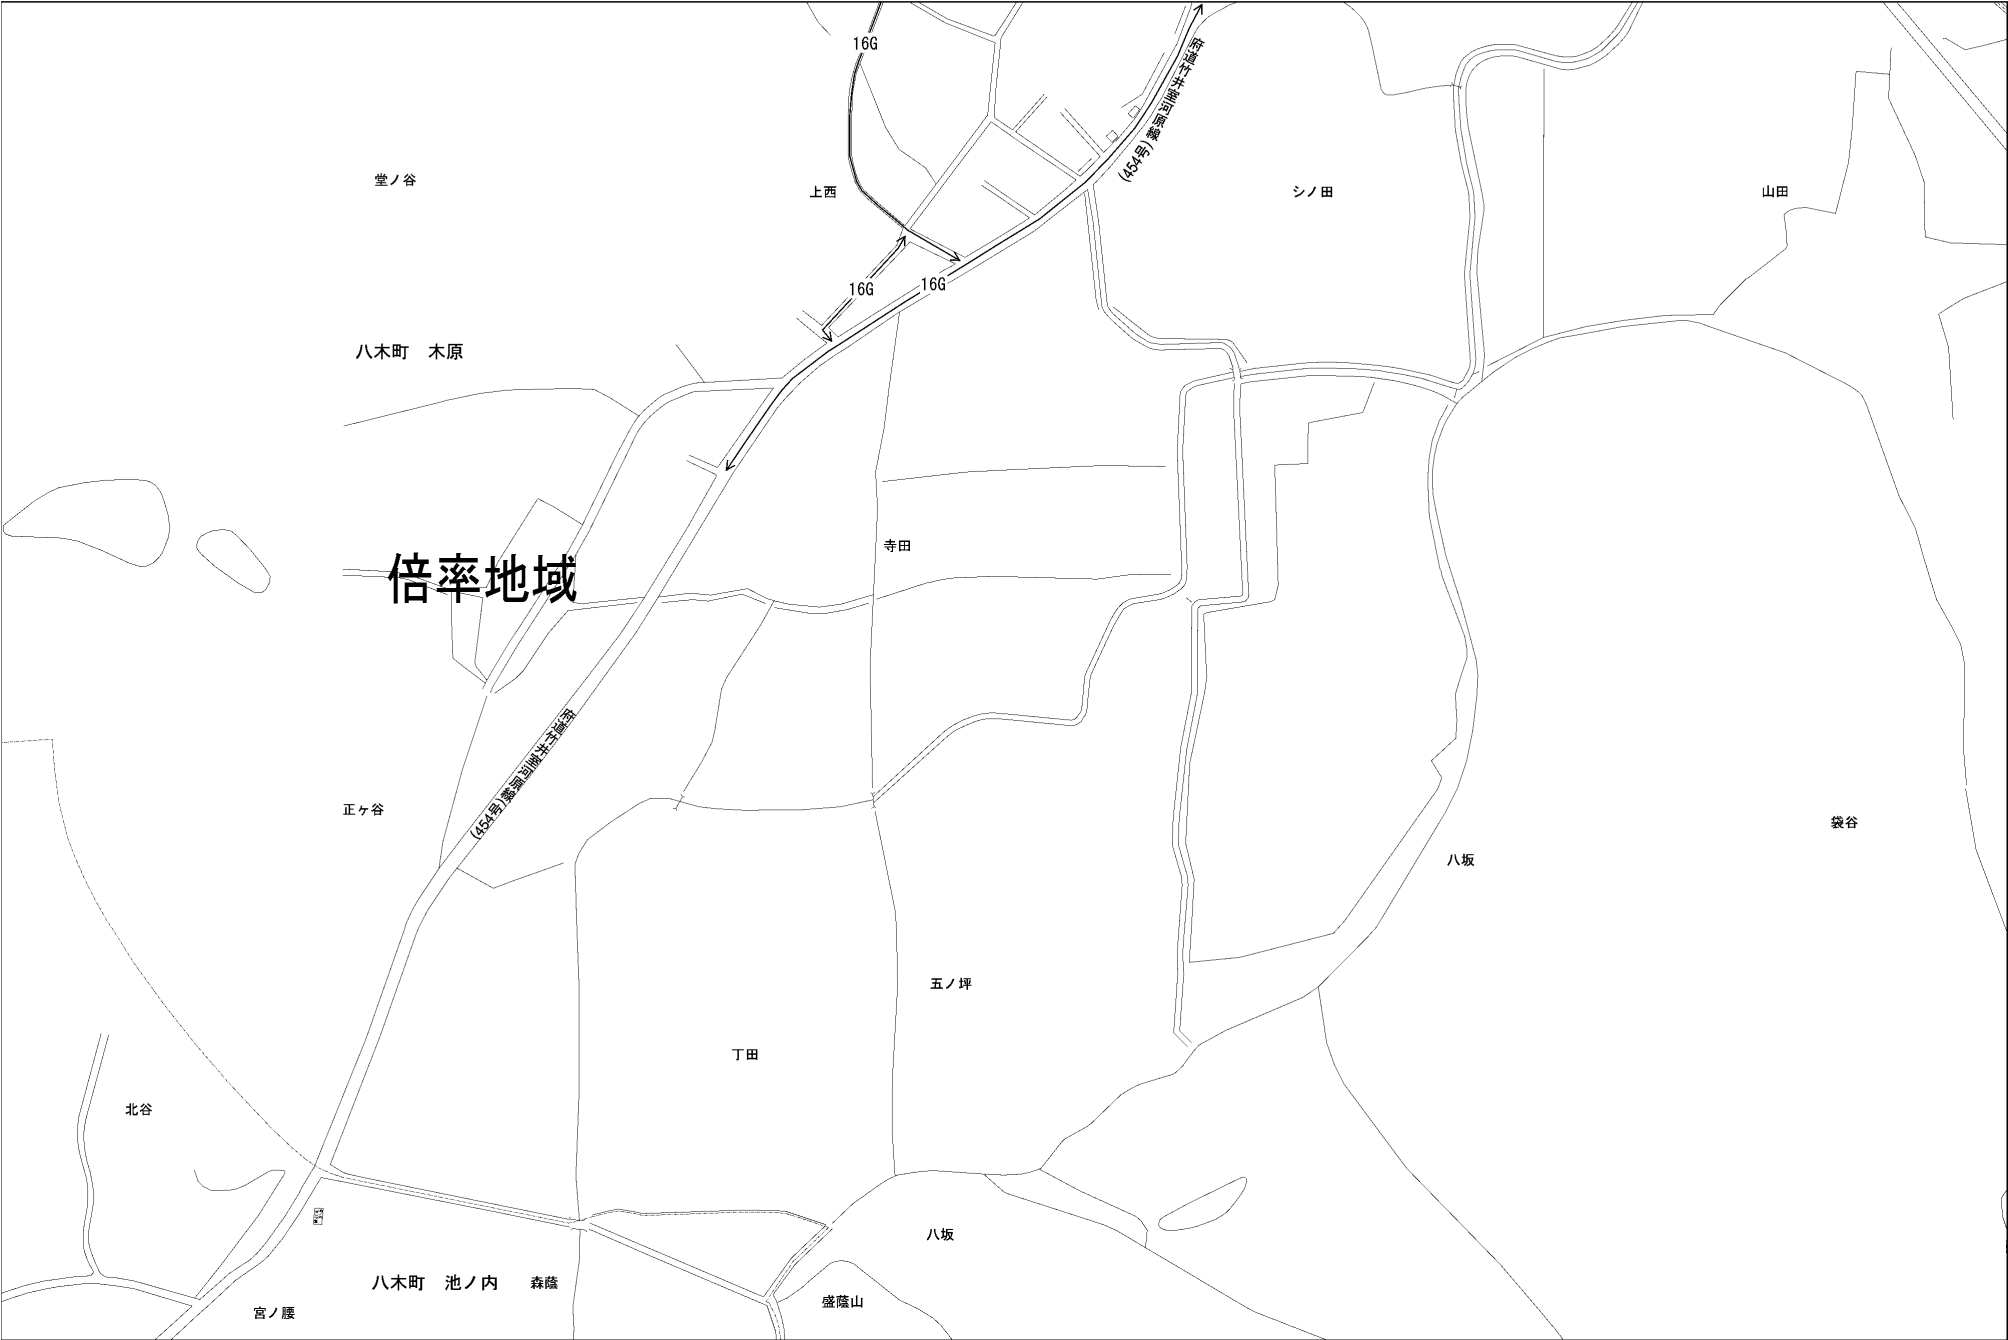 16G
府道竹井室河原線(454号)
堂ノ谷
上西
シノ田
山田
16G
16G
八木町　木原
寺田
倍率地域
府道竹井室河原線(454号)
正ヶ谷
袋谷
八坂
五ノ坪
丁田
北谷
八坂
八木町　池ノ内
森蔭
盛蔭山
宮ノ腰